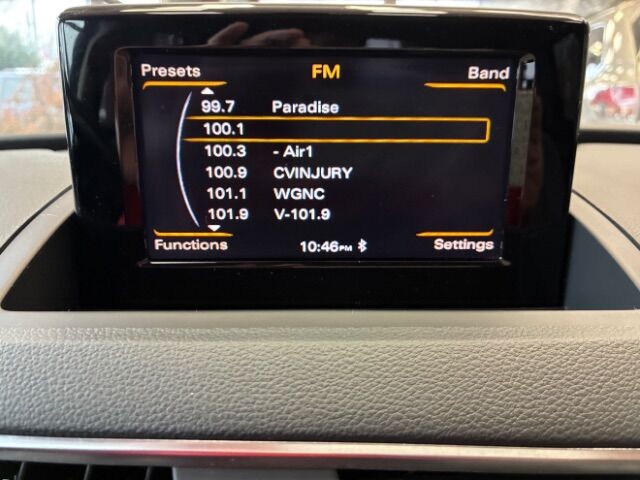 Presets FM Band
99.7 Paradise
100.1
100.3 - Air1
100.9 CVINJURY
101.1 WGNC
101.9 V-101.9
Functions 10:46PM Settings